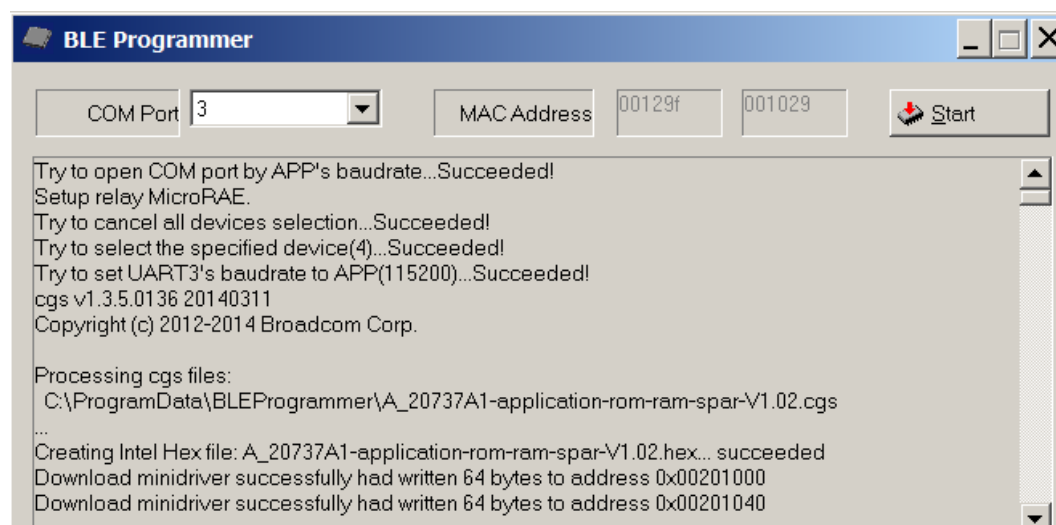 BLE Programmer
COM Port 3 MAC Address 00129f 001029 Start
Try to open COM port by APP's baudrate...Succeeded!
Setup relay MicroRAE.
Try to cancel all devices selection...Succeeded!
Try to select the specified device(4)...Succeeded!
Try to set UART3's baudrate to APP(115200)...Succeeded!
cgs v1.3.5.0136 20140311
Copyright (c) 2012-2014 Broadcom Corp.
Processing cgs files:
C:\ProgramData\BLEProgrammer\A_20737A1-application-rom-ram-spar-V1.02.cgs
...
Creating Intel Hex file: A_20737A1-application-rom-ram-spar-V1.02.hex... succeeded
Download minidriver successfully had written 64 bytes to address 0x00201000
Download minidriver successfully had written 64 bytes to address 0x00201040